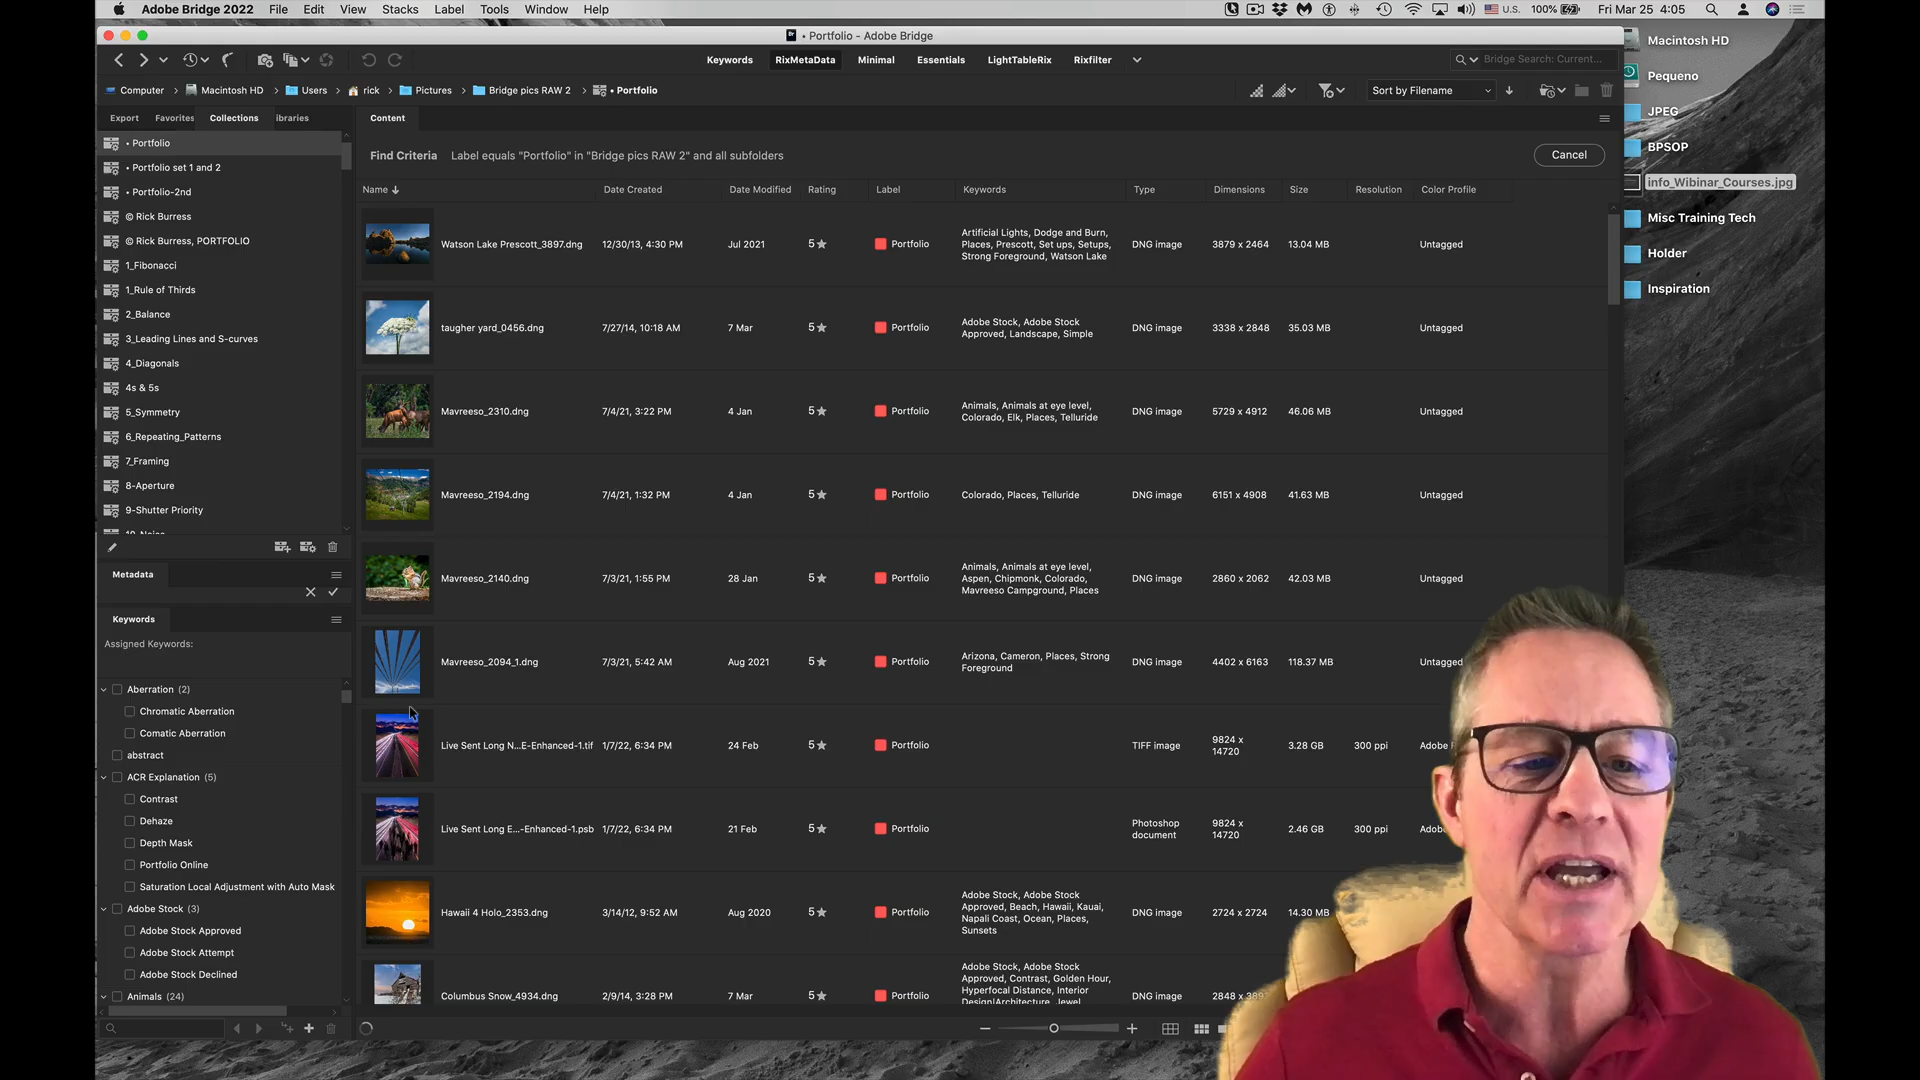 Adobe Bridge 2022 File Edit View Stacks Label Tools Window Help U.S. 100% Fri Mar 25 4:05
Br • Portfolio - Adobe Bridge
Keywords RixMetaData Minimal Essentials LightTableRix Rixfilter Bridge Search: Current...
Computer Macintosh HD Users rick Pictures Bridge pics RAW 2 • Portfolio Sort by Filename
Export Favorites Collections ibraries
• Portfolio
• Portfolio set 1 and 2
• Portfolio-2nd
© Rick Burress
© Rick Burress, PORTFOLIO
1_Fibonacci
1_Rule of Thirds
2_Balance
3_Leading Lines and S-curves
4_Diagonals
4s & 5s
5_Symmetry
6_Repeating_Patterns
7_Framing
8-Aperture
9-Shutter Priority
Metadata
Keywords
Assigned Keywords:
Aberration (2)
Chromatic Aberration
Comatic Aberration
abstract
ACR Explanation (5)
Contrast
Dehaze
Depth Mask
Portfolio Online
Saturation Local Adjustment with Auto Mask
Adobe Stock (3)
Adobe Stock Approved
Adobe Stock Attempt
Adobe Stock Declined
Animals (24)
Content
Find Criteria Label equals "Portfolio" in "Bridge pics RAW 2" and all subfolders Cancel
Name Date Created Date Modified Rating Label Keywords Type Dimensions Size Resolution Color Profile
Artificial Lights, Dodge and Burn,
Watson Lake Prescott_3897.dng 12/30/13, 4:30 PM Jul 2021 5★ Portfolio Places, Prescott, Set ups, Setups, DNG image 3879 x 2464 13.04 MB Untagged
Strong Foreground, Watson Lake
Adobe Stock, Adobe Stock
taugher yard_0456.dng 7/27/14, 10:18 AM 7 Mar 5★ Portfolio DNG image 3338 x 2848 35.03 MB Untagged
Approved, Landscape, Simple
Animals, Animals at eye level,
Mavreeso_2310.dng 7/4/21, 3:22 PM 4 Jan 5★ Portfolio DNG image 5729 x 4912 46.06 MB Untagged
Colorado, Elk, Places, Telluride
Mavreeso_2194.dng 7/4/21, 1:32 PM 4 Jan 5★ Portfolio Colorado, Places, Telluride DNG image 6151 x 4908 41.63 MB Untagged
Animals, Animals at eye level,
Mavreeso_2140.dng 7/3/21, 1:55 PM 28 Jan 5★ Portfolio Aspen, Chipmonk, Colorado, DNG image 2860 x 2062 42.03 MB Untagged
Mavreeso Campground, Places
Arizona, Cameron, Places, Strong
Mavreeso_2094_1.dng 7/3/21, 5:42 AM Aug 2021 5★ Portfolio DNG image 4402 x 6163 118.37 MB Untagged
Foreground
9824 x
Live Sent Long N...E-Enhanced-1.tif 1/7/22, 6:34 PM 24 Feb 5★ Portfolio TIFF image 3.28 GB 300 ppi Adobe
14720
Photoshop 9824 x
Live Sent Long E...-Enhanced-1.psb 1/7/22, 6:34 PM 21 Feb 5★ Portfolio 2.46 GB 300 ppi Adob
document 14720
Adobe Stock, Adobe Stock
Approved, Beach, Hawaii, Kauai,
Hawaii 4 Holo_2353.dng 3/14/12, 9:52 AM Aug 2020 5★ Portfolio DNG image 2724 x 2724 14.30 MB
Napali Coast, Ocean, Places,
Sunsets
Adobe Stock, Adobe Stock
Approved, Contrast, Golden Hour,
Hyperfocal Distance, Interior
Columbus Snow_4934.dng 2/9/14, 3:28 PM 7 Mar 5★ Portfolio DNG image 2848 x
Design|Architecture, Jewel
Macintosh HD
Pequeno
JPEG
BPSOP
info_Wibinar_Courses.jpg
Misc Training Tech
Holder
Inspiration